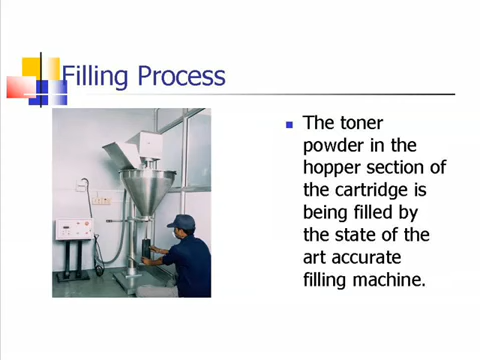 Filling Process
The toner
powder in the
hopper section of
the cartridge is
being filled by
the state of the
art accurate
filling machine.